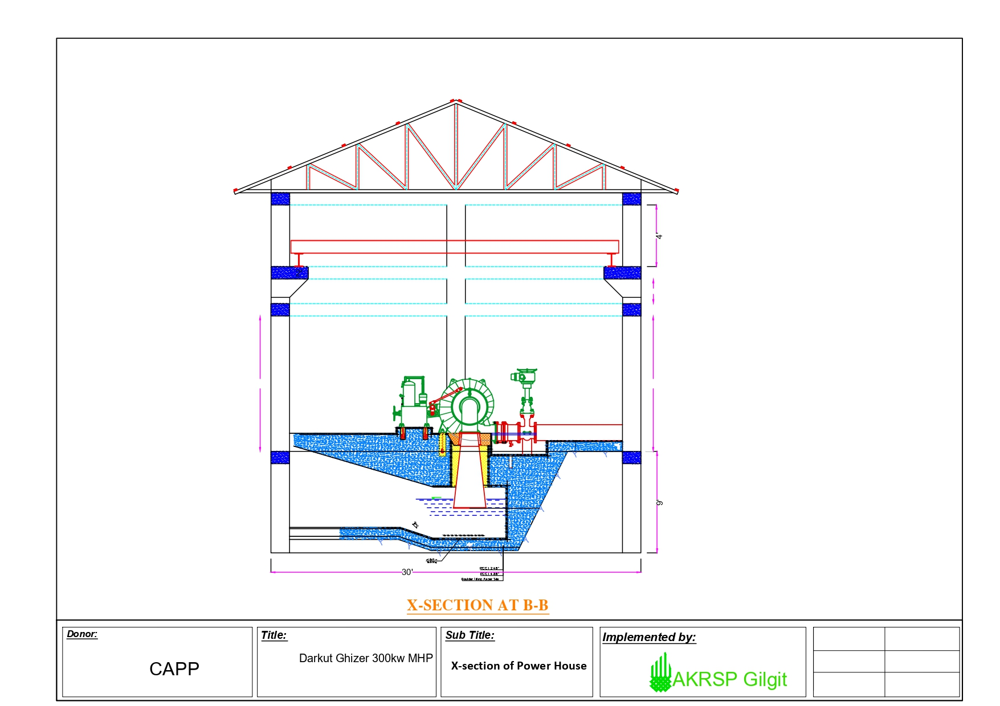 4'
9'
30'
X-SECTION AT B-B
Donor:
CAPP
Title:
Darkut Ghizer 300kw MHP
Sub Title:
X-section of Power House
Implemented by:
AKRSP Gilgit